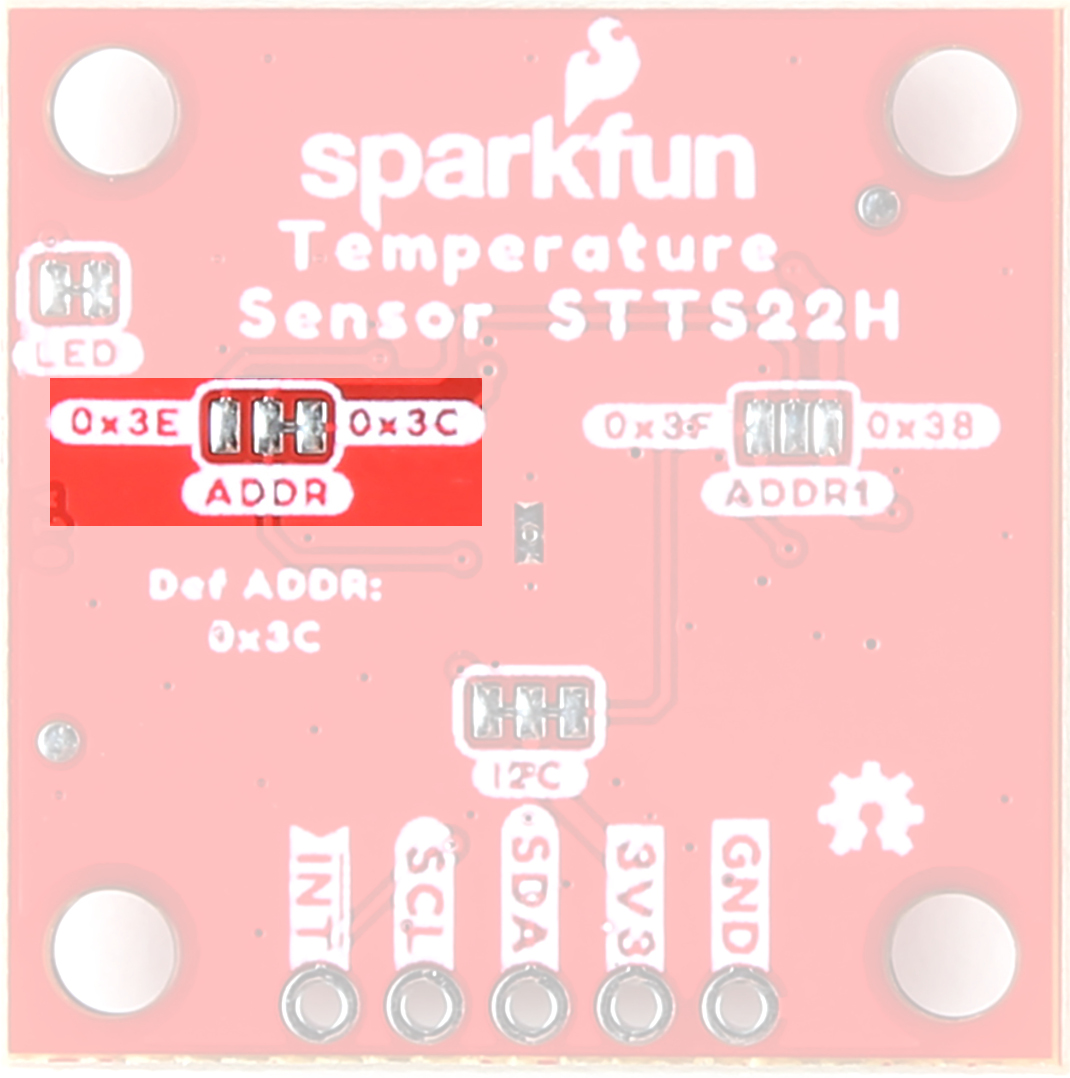 sparkfun
Temperature
Sensor STTS22H
LED
0x3E 0x3C
ADDR
0x3F 0x38
ADDR1
Def ADDR:
0x3C
I²C
INT
SCL
SDA
3V3
GND